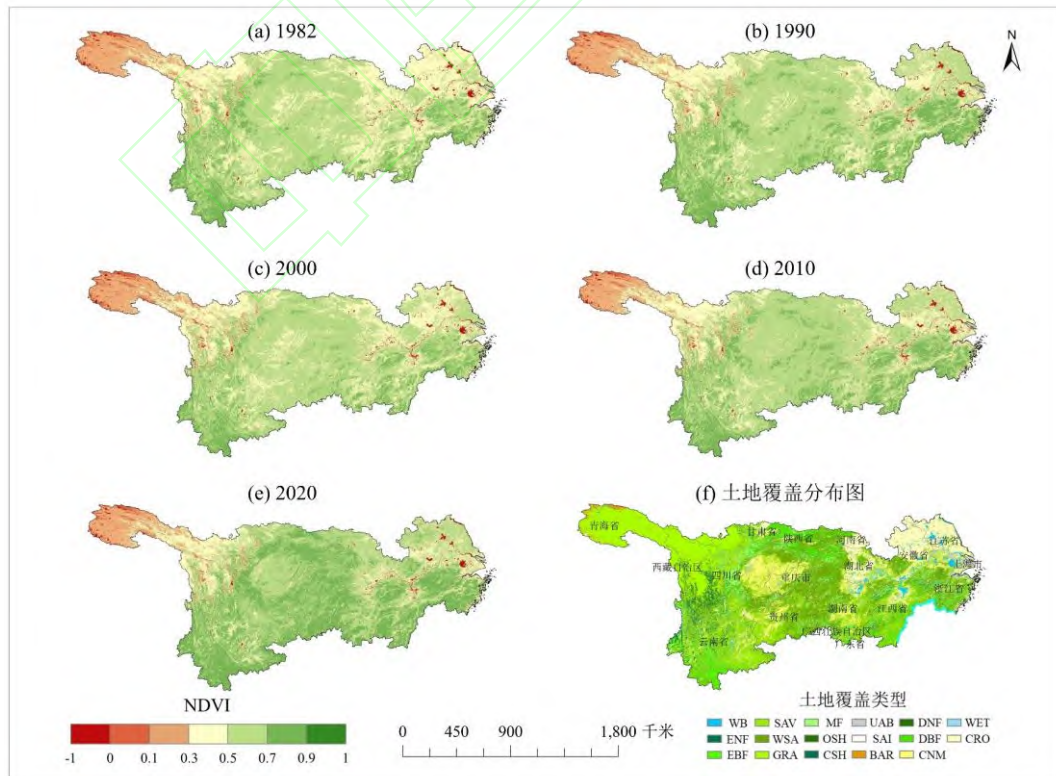 (a) 1982
(b) 1990
N
(c) 2000
(d) 2010
(e) 2020
(f) 土地覆盖分布图
青海省
甘肃省
陕西省
河南省
江苏省
安徽省
上海市
西藏自治区
四川省
重庆市
湖北省
浙江省
贵州省
湖南省
江西省
云南省
广西壮族自治区
广东省
NDVI
-1 0 0.1 0.3 0.5 0.7 0.9 1
0 450 900 1,800 千米
土地覆盖类型
WB SAV MF UAB DNF WET
ENF WSA OSH SAI DBF CRO
EBF GRA CSH BAR CNM